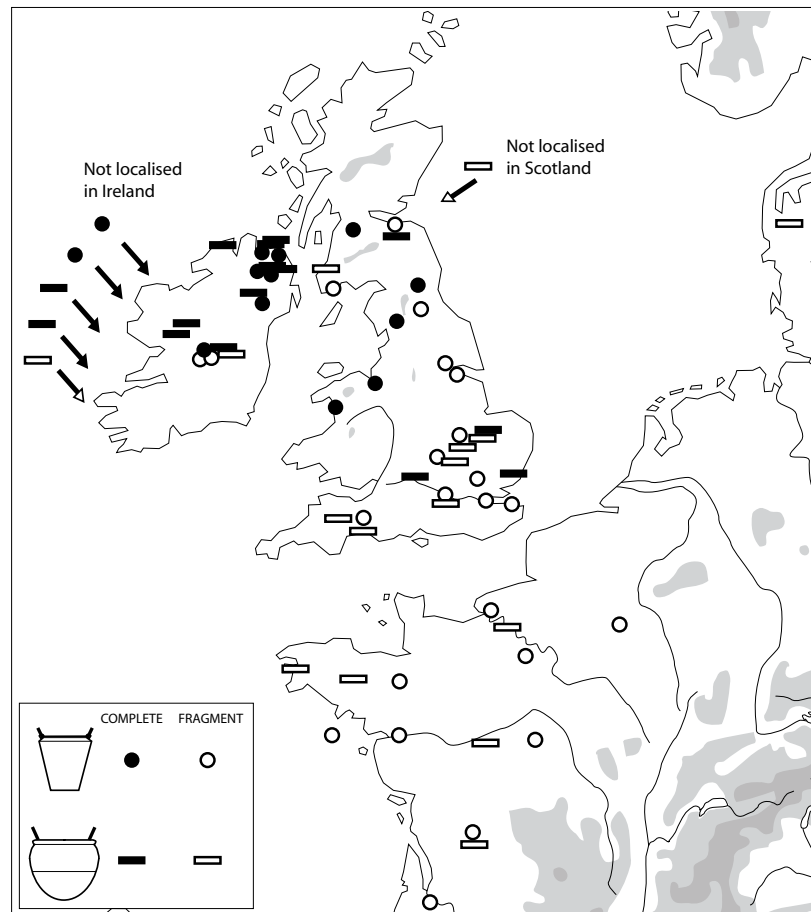 Not localised
in Ireland
Not localised
in Scotland
COMPLETE FRAGMENT